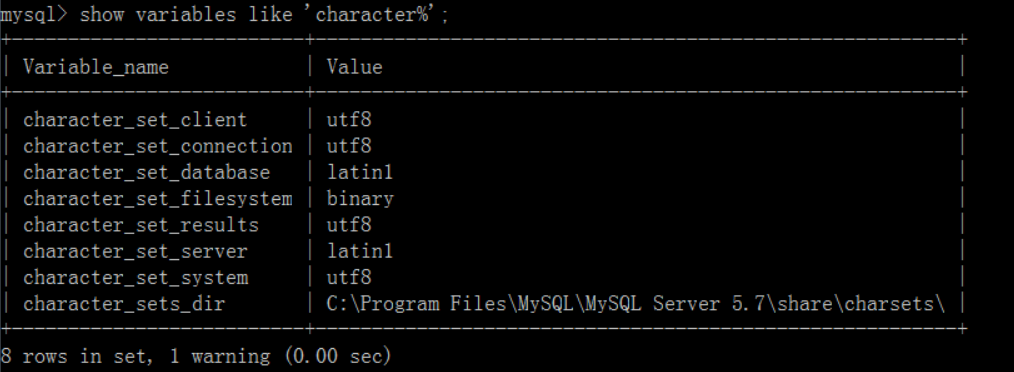 mysql> show variables like 'character%';
+--------------------------+---------------------------------------------------------+
| Variable_name | Value |
+--------------------------+---------------------------------------------------------+
| character_set_client | utf8 |
| character_set_connection | utf8 |
| character_set_database | latin1 |
| character_set_filesystem | binary |
| character_set_results | utf8 |
| character_set_server | latin1 |
| character_set_system | utf8 |
| character_sets_dir | C:\Program Files\MySQL\MySQL Server 5.7\share\charsets\ |
+--------------------------+---------------------------------------------------------+
8 rows in set, 1 warning (0.00 sec)